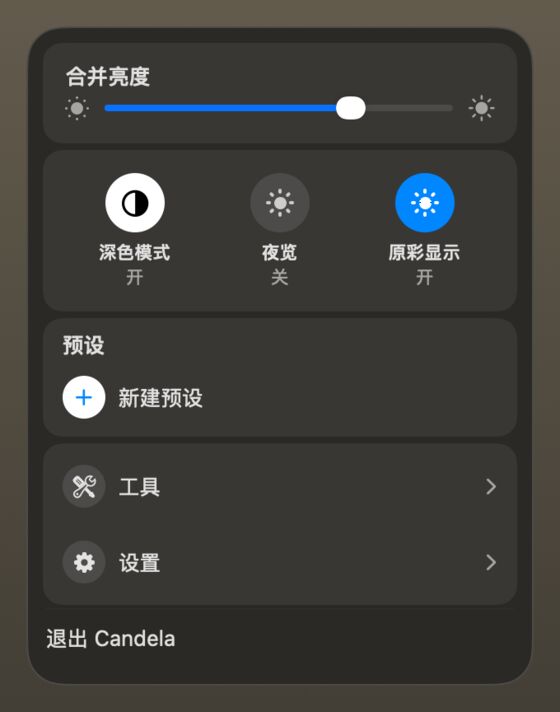 合并亮度
深色模式
开
夜览
关
原彩显示
开
预设
新建预设
工具
设置
退出 Candela